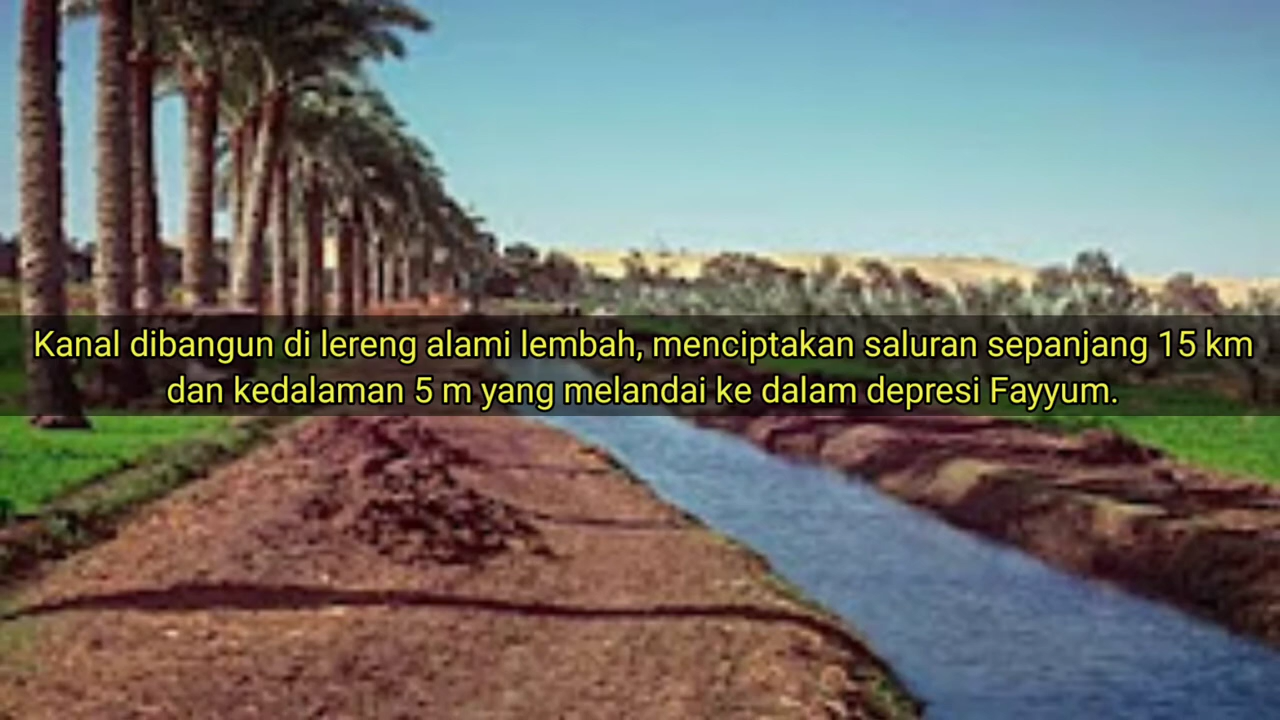 Kanal dibangun di lereng alami lembah, menciptakan saluran sepanjang 15 km
dan kedalaman 5 m yang melandai ke dalam depresi Fayyum.